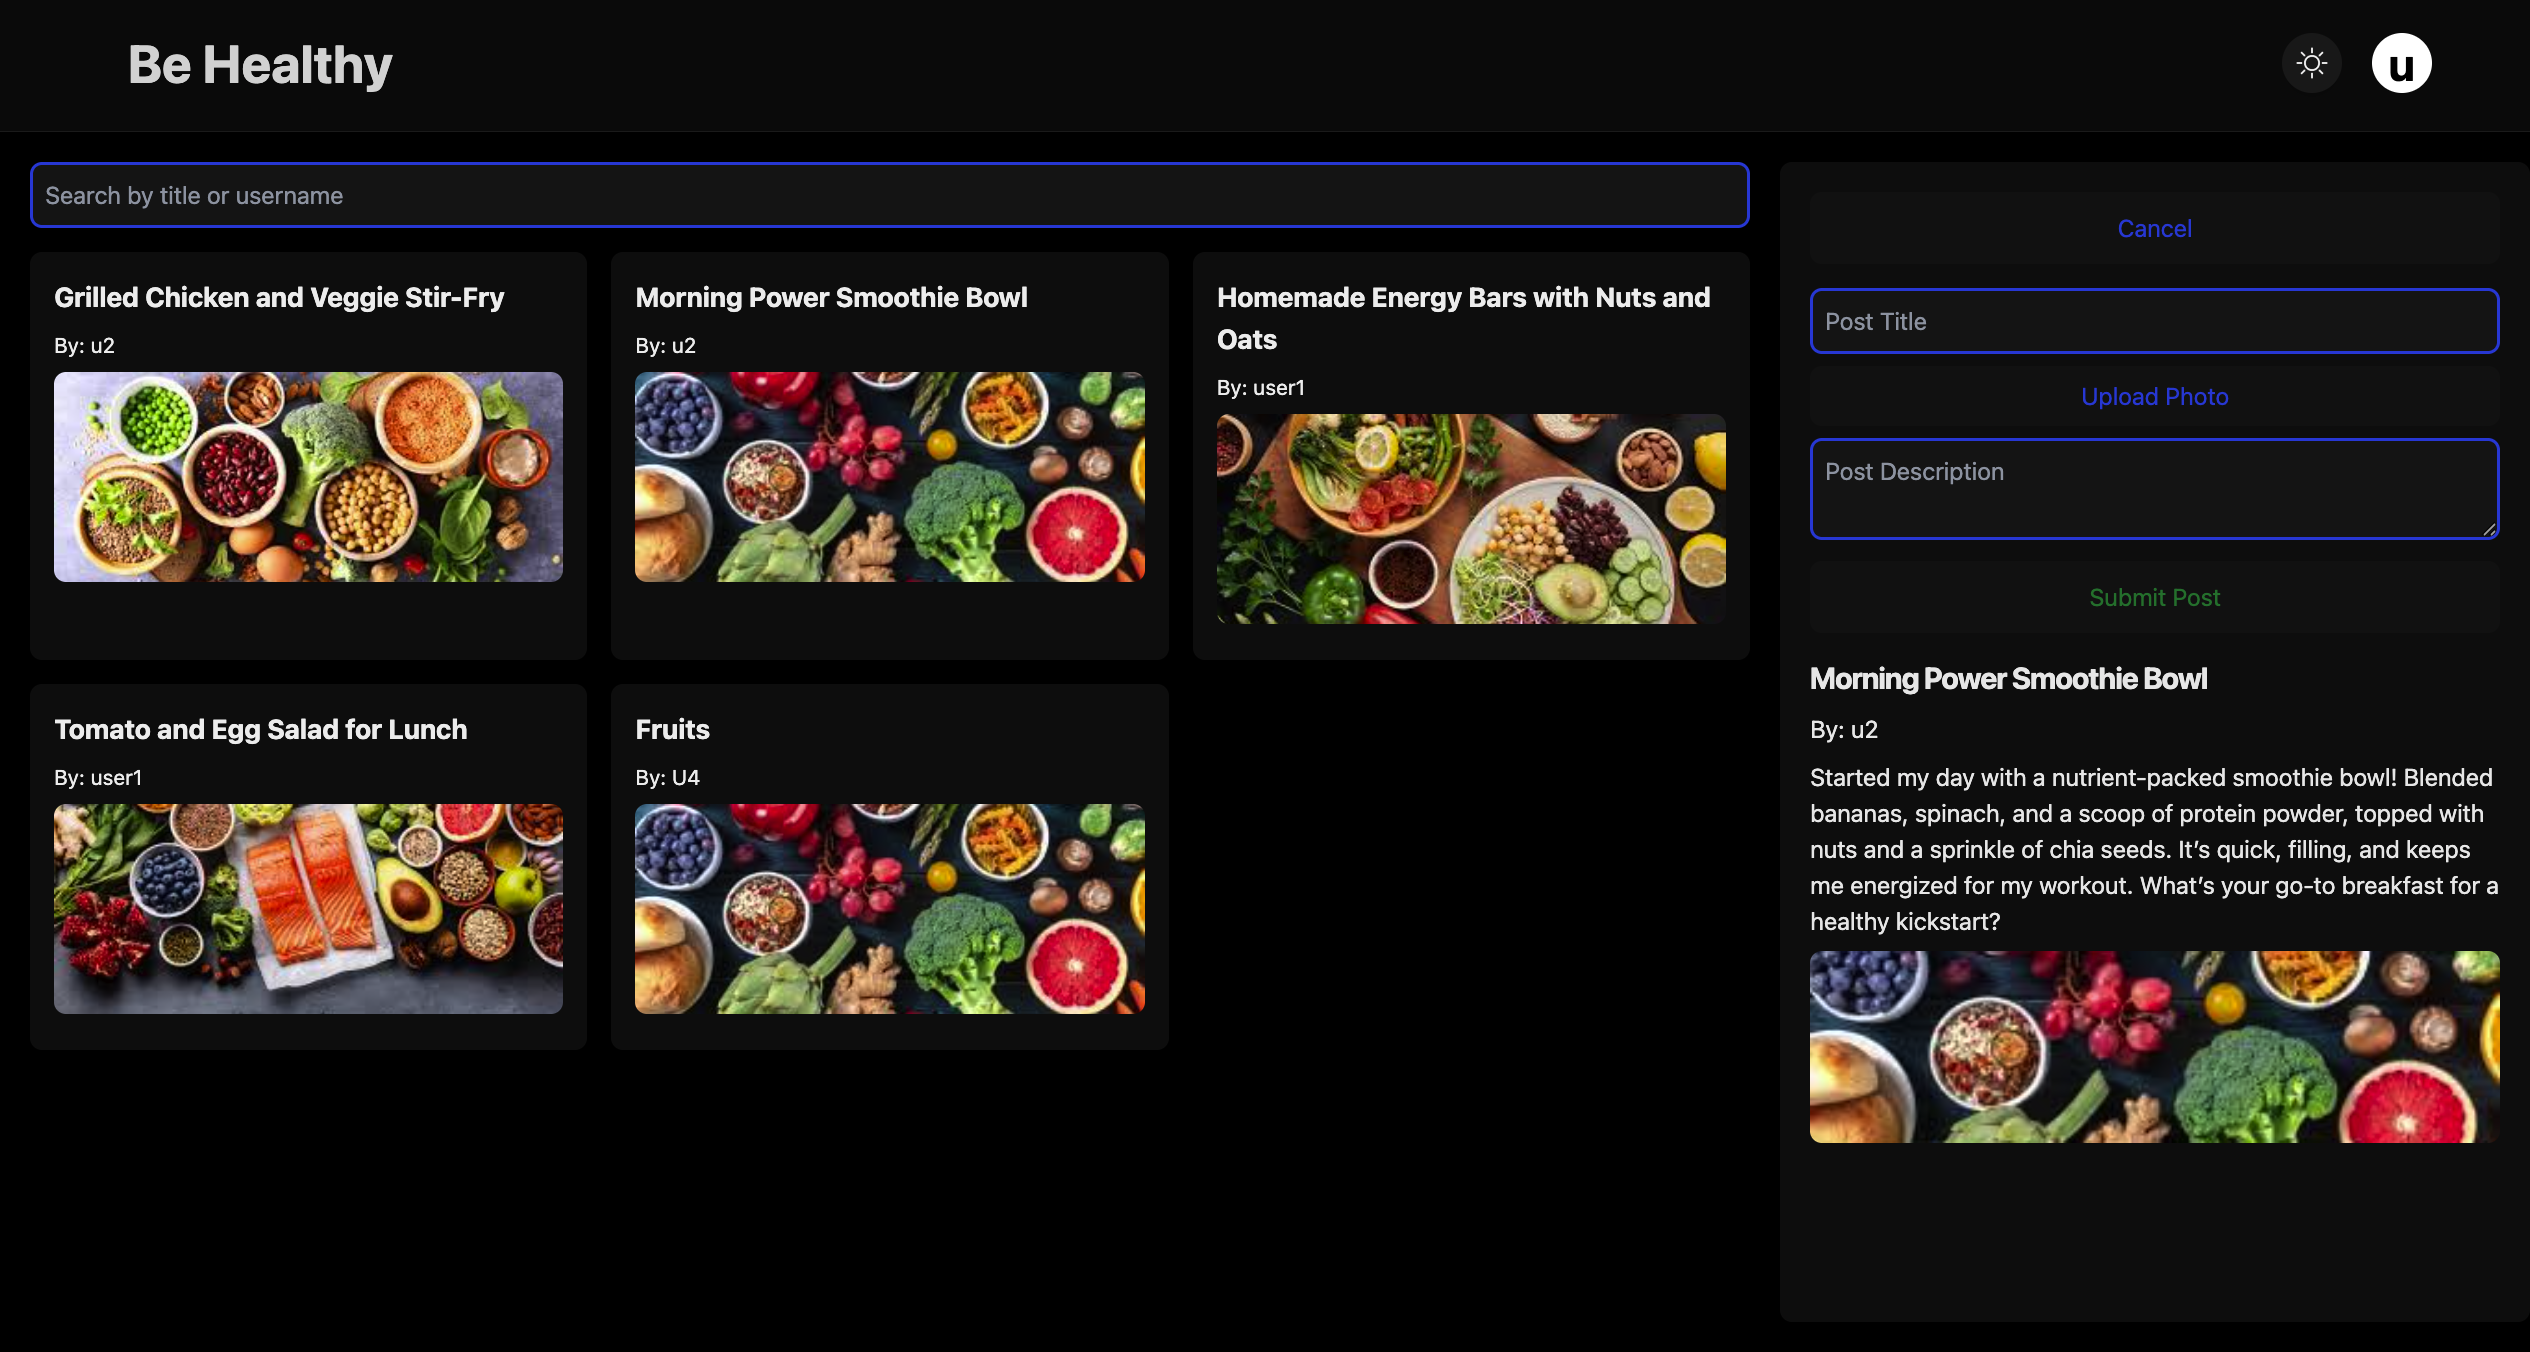 Be Healthy
u
Search by title or username
Grilled Chicken and Veggie Stir-Fry
By: u2
Morning Power Smoothie Bowl
By: u2
Homemade Energy Bars with Nuts and
Oats
By: user1
Tomato and Egg Salad for Lunch
By: user1
Fruits
By: U4
Cancel
Post Title
Upload Photo
Post Description
Submit Post
Morning Power Smoothie Bowl
By: u2
Started my day with a nutrient-packed smoothie bowl! Blended
bananas, spinach, and a scoop of protein powder, topped with
nuts and a sprinkle of chia seeds. It’s quick, filling, and keeps
me energized for my workout. What’s your go-to breakfast for a
healthy kickstart?